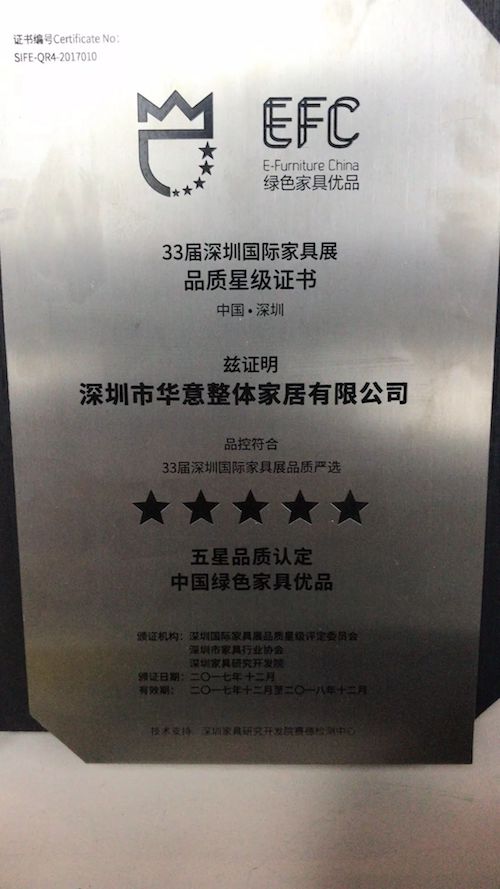 证书编号Certificate No:
SIFE-QR4-2017010
EFC
E-Furniture China
绿色家具优品
33届深圳国际家具展
品质星级证书
中国•深圳
兹证明
深圳市华意整体家居有限公司
品控符合
33届深圳国际家具展品质严选
五星品质认定
中国绿色家具优品
颁证机构：深圳国际家具展品质星级评定委员会
深圳市家具行业协会
深圳家具研究开发院
颁证日期：二〇一七年十二月
有效期：二〇一七年十二月至二〇一八年十二月
技术支持：深圳家具研究开发院赛德检测中心